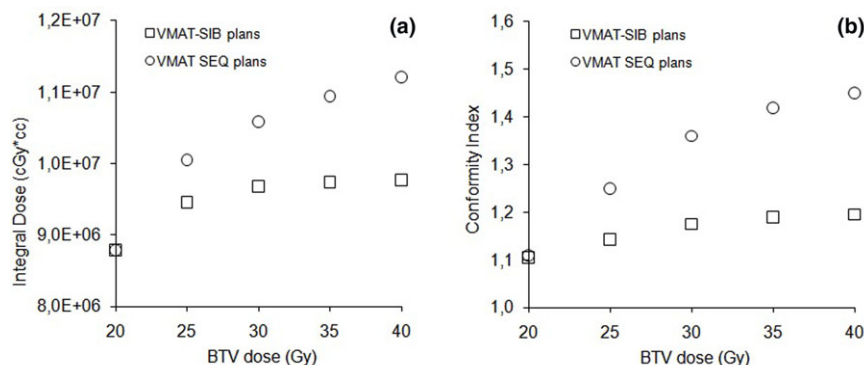 (a)
VMAT-SIB plans
VMAT SEQ plans
Integral Dose (cGy*cc)
1,2E+07
1,1E+07
1,0E+07
9,0E+06
8,0E+06
20 25 30 35 40
BTV dose (Gy)
(b)
VMAT-SIB plans
VMAT SEQ plans
Conformity Index
1,6
1,5
1,4
1,3
1,2
1,1
1,0
20 25 30 35 40
BTV dose (Gy)